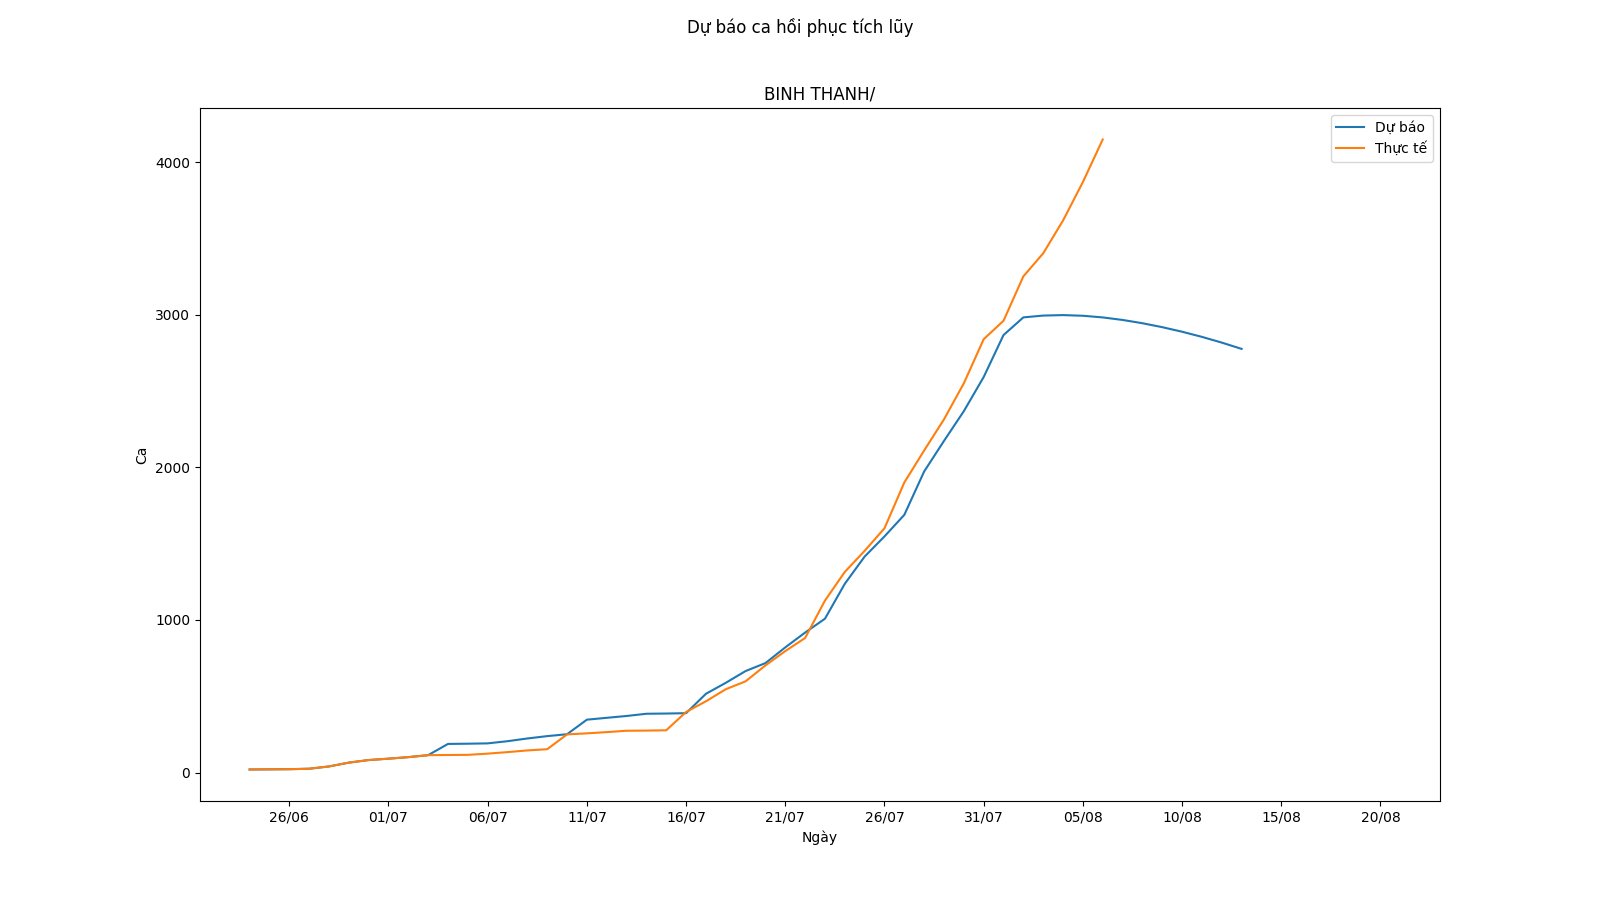 Dự báo ca hồi phục tích lũy
BINH THANH/
Dự báo
Thực tế
4000
3000
2000
1000
0
Ca
26/06 01/07 06/07 11/07 16/07 21/07 26/07 31/07 05/08 10/08 15/08 20/08
Ngày